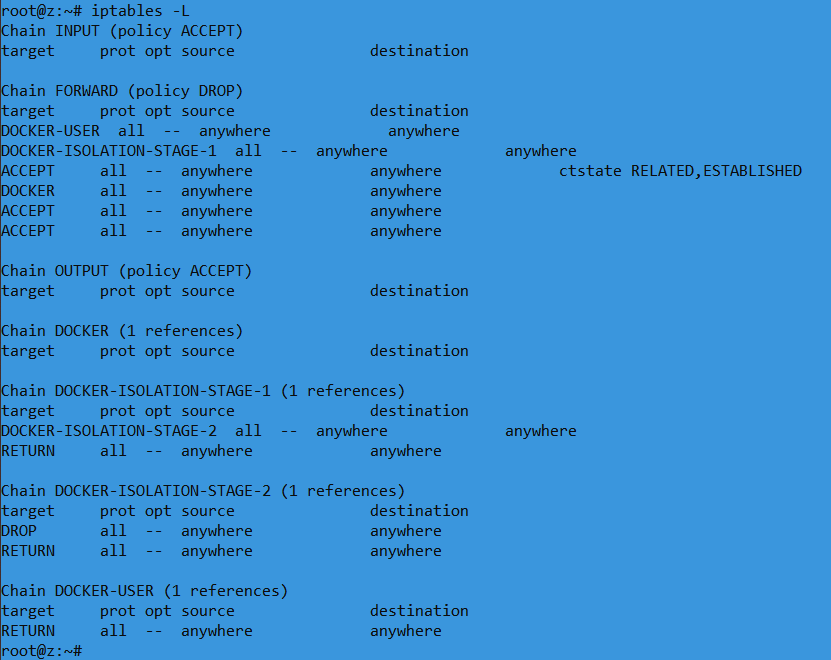 root@z:~# iptables -L
Chain INPUT (policy ACCEPT)
target     prot opt source               destination
Chain FORWARD (policy DROP)
target     prot opt source               destination
DOCKER-USER  all  --  anywhere             anywhere
DOCKER-ISOLATION-STAGE-1  all  --  anywhere             anywhere
ACCEPT     all  --  anywhere             anywhere             ctstate RELATED,ESTABLISHED
DOCKER     all  --  anywhere             anywhere
ACCEPT     all  --  anywhere             anywhere
ACCEPT     all  --  anywhere             anywhere
Chain OUTPUT (policy ACCEPT)
target     prot opt source               destination
Chain DOCKER (1 references)
target     prot opt source               destination
Chain DOCKER-ISOLATION-STAGE-1 (1 references)
target     prot opt source               destination
DOCKER-ISOLATION-STAGE-2  all  --  anywhere             anywhere
RETURN     all  --  anywhere             anywhere
Chain DOCKER-ISOLATION-STAGE-2 (1 references)
target     prot opt source               destination
DROP       all  --  anywhere             anywhere
RETURN     all  --  anywhere             anywhere
Chain DOCKER-USER (1 references)
target     prot opt source               destination
RETURN     all  --  anywhere             anywhere
root@z:~#